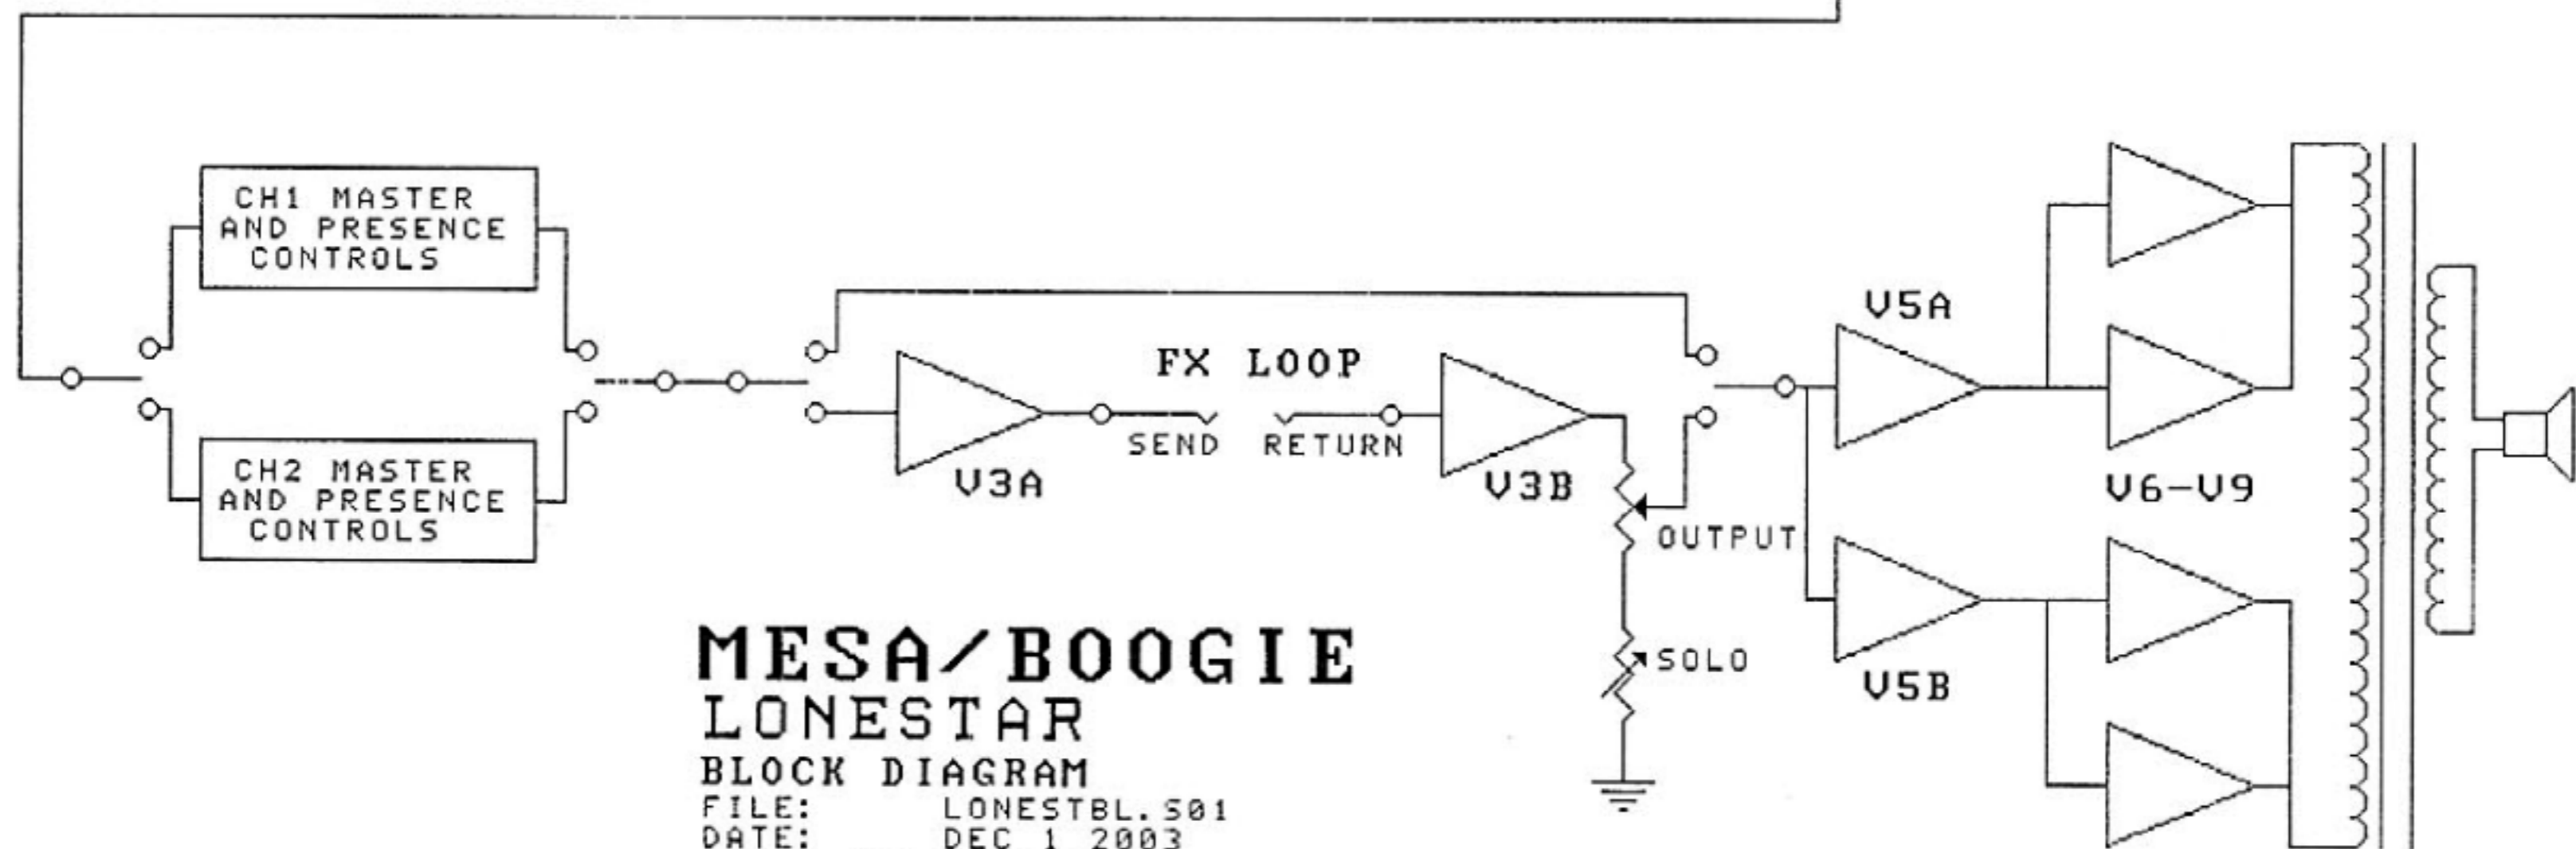 CH1 MASTER
AND PRESENCE
CONTROLS
CH2 MASTER
AND PRESENCE
CONTROLS
FX LOOP
SEND
RETURN
V3A
V3B
OUTPUT
SOLO
V5A
V5B
V6-V9
MESA/BOOGIE
LONESTAR
BLOCK DIAGRAM
FILE: LONESTBL.S01
DATE: DEC 1 2003